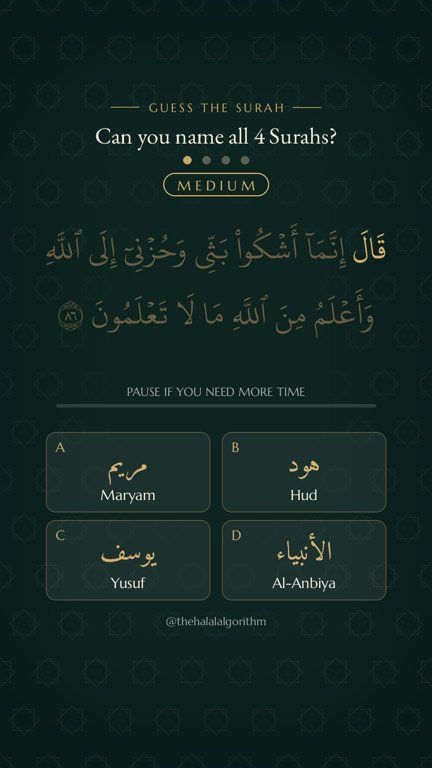 GUESS THE SURAH
Can you name all 4 Surahs?
MEDIUM
قَالَ إِنَّمَآ أَشْكُوا۟ بَثِّى وَحُزْنِىٓ إِلَى ٱللَّهِ
وَأَعْلَمُ مِنَ ٱللَّهِ مَا لَا تَعْلَمُونَ ٨٦
PAUSE IF YOU NEED MORE TIME
A
مريم
Maryam
B
هود
Hud
C
يوسف
Yusuf
D
الأنبياء
Al-Anbiya
@thehalalalgorithm